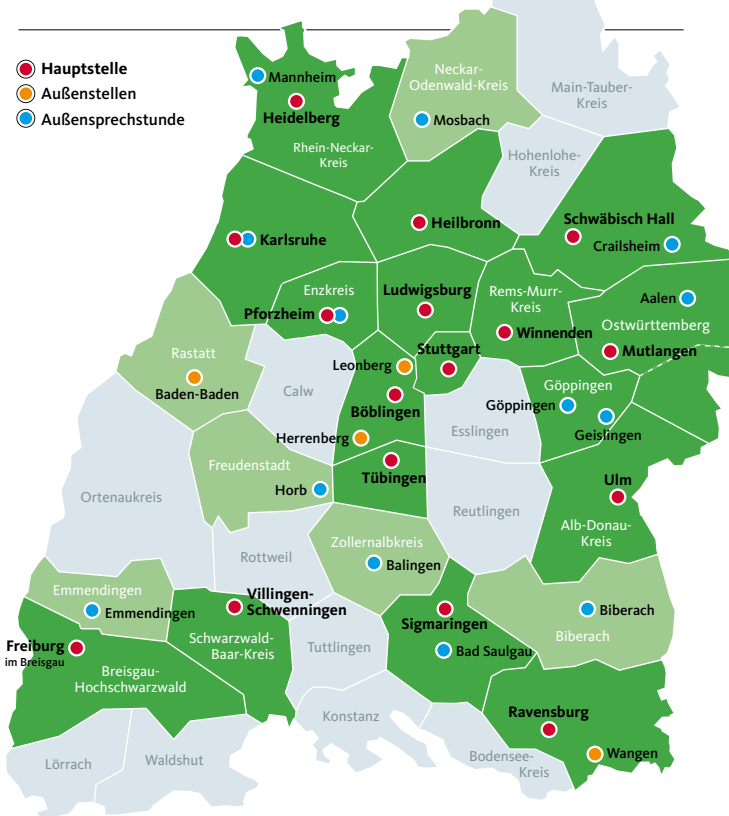 Hauptstelle
Außenstellen
Außensprechstunde
Mannheim
Heidelberg
Rhein-Neckar-
Kreis
Neckar-
Odenwald-Kreis
Mosbach
Main-Tauber-
Kreis
Hohenlohe-
Kreis
Karlsruhe
Heilbronn
Schwäbisch Hall
Crailsheim
Enzkreis
Pforzheim
Ludwigsburg
Rems-Murr-
Kreis
Winnenden
Aalen
Ostwürttemberg
Mutlangen
Rastatt
Baden-Baden
Calw
Leonberg
Stuttgart
Böblingen
Herrenberg
Esslingen
Göppingen
Göppingen
Geislingen
Freudenstadt
Horb
Tübingen
Ortenaukreis
Reutlingen
Ulm
Alb-Donau-
Kreis
Rottweil
Zollernalbkreis
Balingen
Emmendingen
Emmendingen
Villingen-
Schwenningen
Schwarzwald-
Baar-Kreis
Sigmaringen
Bad Saulgau
Biberach
Biberach
Freiburg
im Breisgau
Breisgau-
Hochschwarzwald
Tuttlingen
Konstanz
Ravensburg
Wangen
Bodensee-
Kreis
Lörrach
Waldshut